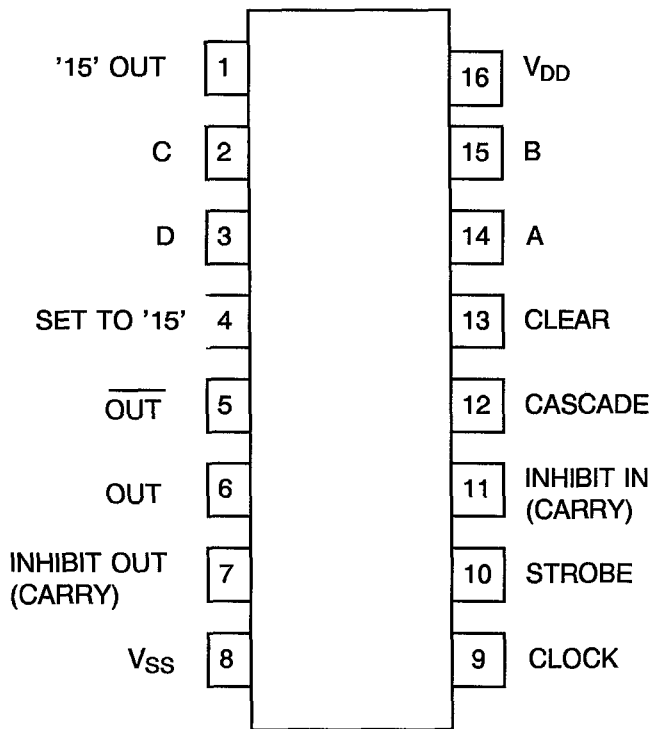 '15' OUT 1
C 2
D 3
SET TO '15' 4
OUT 5
OUT 6
INHIBIT OUT
(CARRY) 7
VSS 8
16 VDD
15 B
14 A
13 CLEAR
12 CASCADE
11 INHIBIT IN
(CARRY)
10 STROBE
9 CLOCK